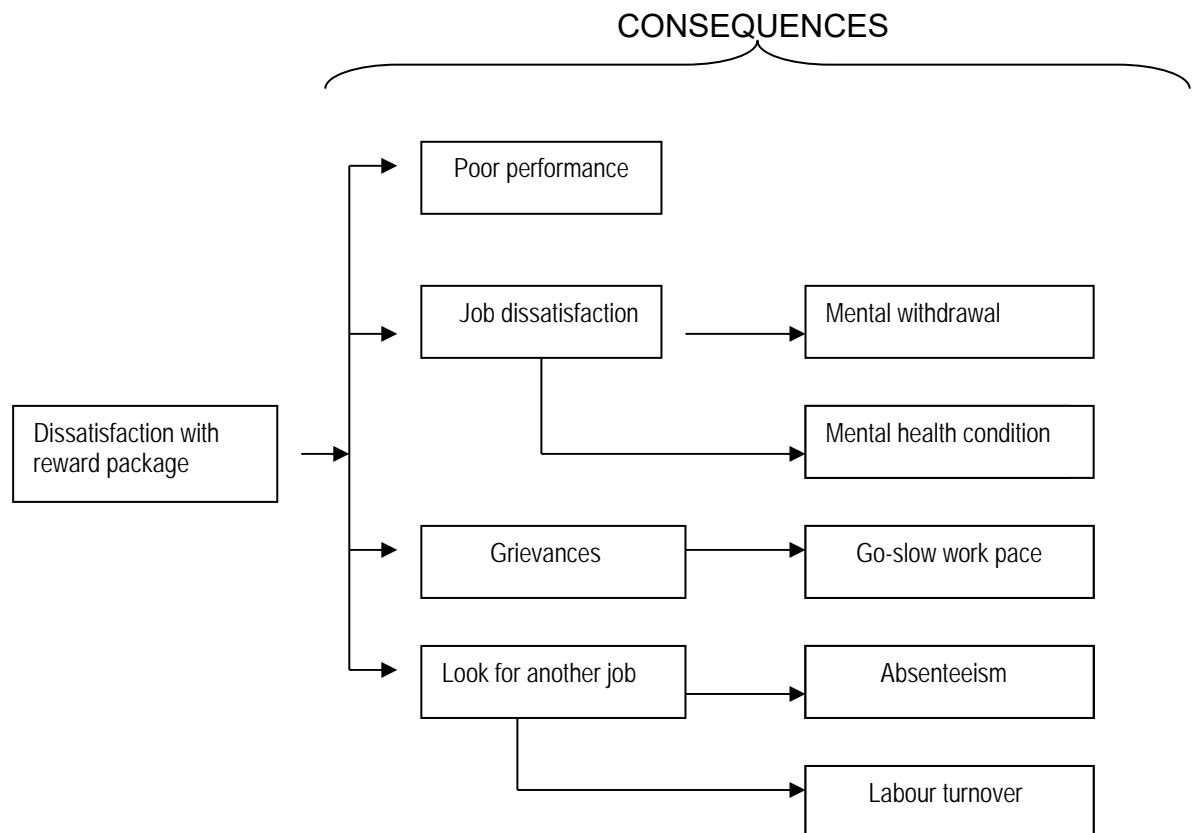 CONSEQUENCES
Poor performance
Job dissatisfaction
Mental withdrawal
Dissatisfaction with
reward package
Mental health condition
Grievances
Go-slow work pace
Look for another job
Absenteeism
Labour turnover